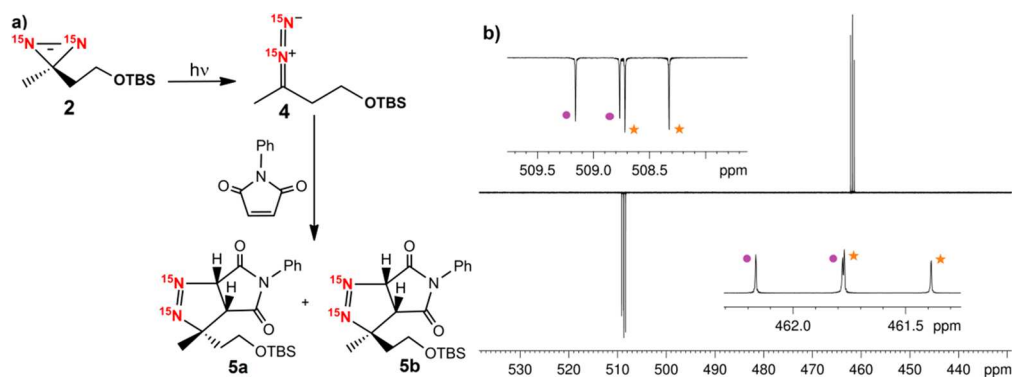 a)
15N
15N
OTBS
2
hν
15N−
15N+
OTBS
4
Ph
N
O
O
H
O
Ph
N
15N
H
15N
O
OTBS
5a
+
H
O
Ph
N
15N
H
15N
O
OTBS
5b
b)
509.5 509.0 508.5 ppm
462.0 461.5 ppm
530 520 510 500 490 480 470 460 450 440 ppm